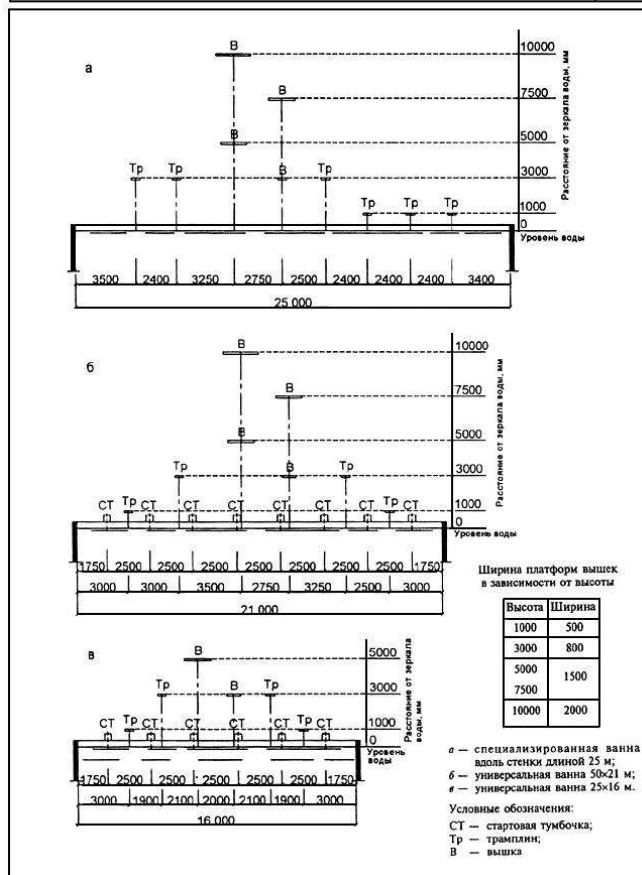 а
В
10000
В
7500
В
5000
Тр
Тр
В
Тр
3000
Тр
Тр
Тр
1000
0
Уровень воды
Расстояние от зеркала воды, мм
3500 2400 3250 2750 2500 2400 2400 2400 3400
25 000
б
В
10000
В
7500
В
5000
Тр
В
Тр
3000
СТ Тр СТ СТ СТ СТ СТ Тр СТ СТ
1000
0
Уровень воды
Расстояние от зеркала воды, мм
1750 2500 2500 2500 2500 2500 2500 2500 1750
3000 3000 3500 2750 3250 2500 3000
21 000
в
В
5000
Тр
В
Тр
3000
СТ Тр СТ СТ СТ СТ Тр СТ
1000
0
Уровень
воды
Расстояние от зеркала
воды, мм
1750 2500 2500 2500 2500 2500 1750
3000 1900 2100 2000 2100 1900 3000
16 000
Ширина платформ вышек
в зависимости от высоты
Высота Ширина
1000 500
3000 800
5000
1500
7500
10000 2000
а — специализированная ванна
вдоль стенки длиной 25 м;
б — универсальная ванна 50×21 м;
в — универсальная ванна 25×16 м.
Условные обозначения:
СТ — стартовая тумбочка;
Тр — трамплин;
В — вышка